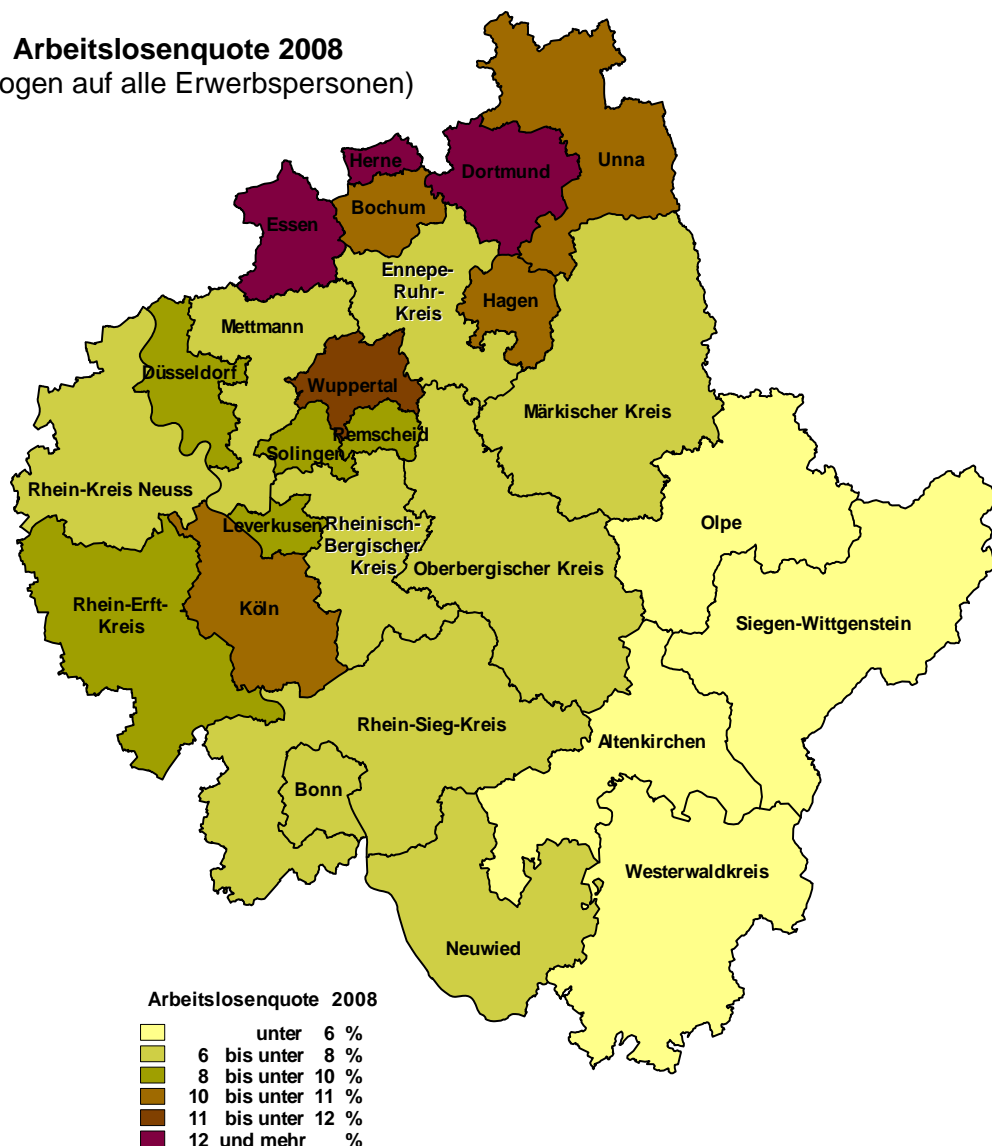 Arbeitslosenquote 2008
ogen auf alle Erwerbspersonen)
Herne
Dortmund
Unna
Essen
Bochum
Ennepe-
Ruhr-
Kreis
Hagen
Mettmann
Düsseldorf
Wuppertal
Märkischer Kreis
Remscheid
Solingen
Rhein-Kreis Neuss
Leverkusen
Rheinisch-
Bergischer
Kreis
Olpe
Oberbergischer Kreis
Rhein-Erft-
Kreis
Köln
Siegen-Wittgenstein
Rhein-Sieg-Kreis
Altenkirchen
Bonn
Westerwaldkreis
Neuwied
Arbeitslosenquote 2008
unter 6 %
6 bis unter 8 %
8 bis unter 10 %
10 bis unter 11 %
11 bis unter 12 %
12 und mehr %